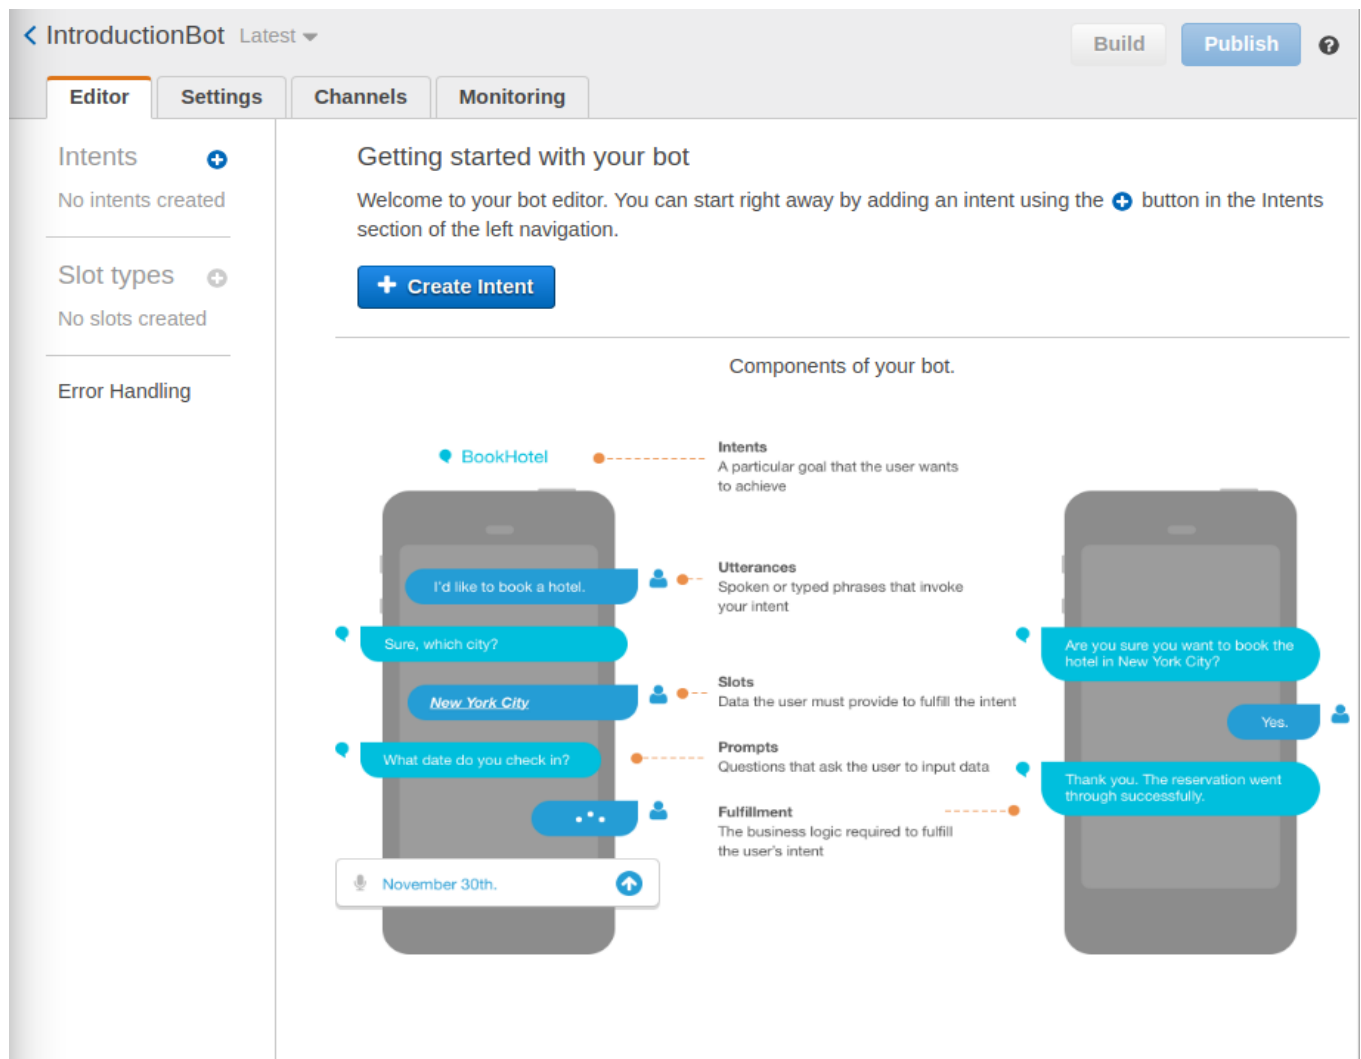 IntroductionBot Latest
Build
Publish
Editor
Settings
Channels
Monitoring
Intents
No intents created
Slot types
No slots created
Error Handling
Getting started with your bot
Welcome to your bot editor. You can start right away by adding an intent using the button in the Intents
section of the left navigation.
Create Intent
Components of your bot.
BookHotel
Intents
A particular goal that the user wants
to achieve
I'd like to book a hotel.
Utterances
Spoken or typed phrases that invoke
your intent
Sure, which city?
New York City
Slots
Data the user must provide to fulfill the intent
What date do you check in?
Prompts
Questions that ask the user to input data
Fulfillment
The business logic required to fulfill
the user's intent
November 30th.
Are you sure you want to book the
hotel in New York City?
Yes.
Thank you. The reservation went
through successfully.